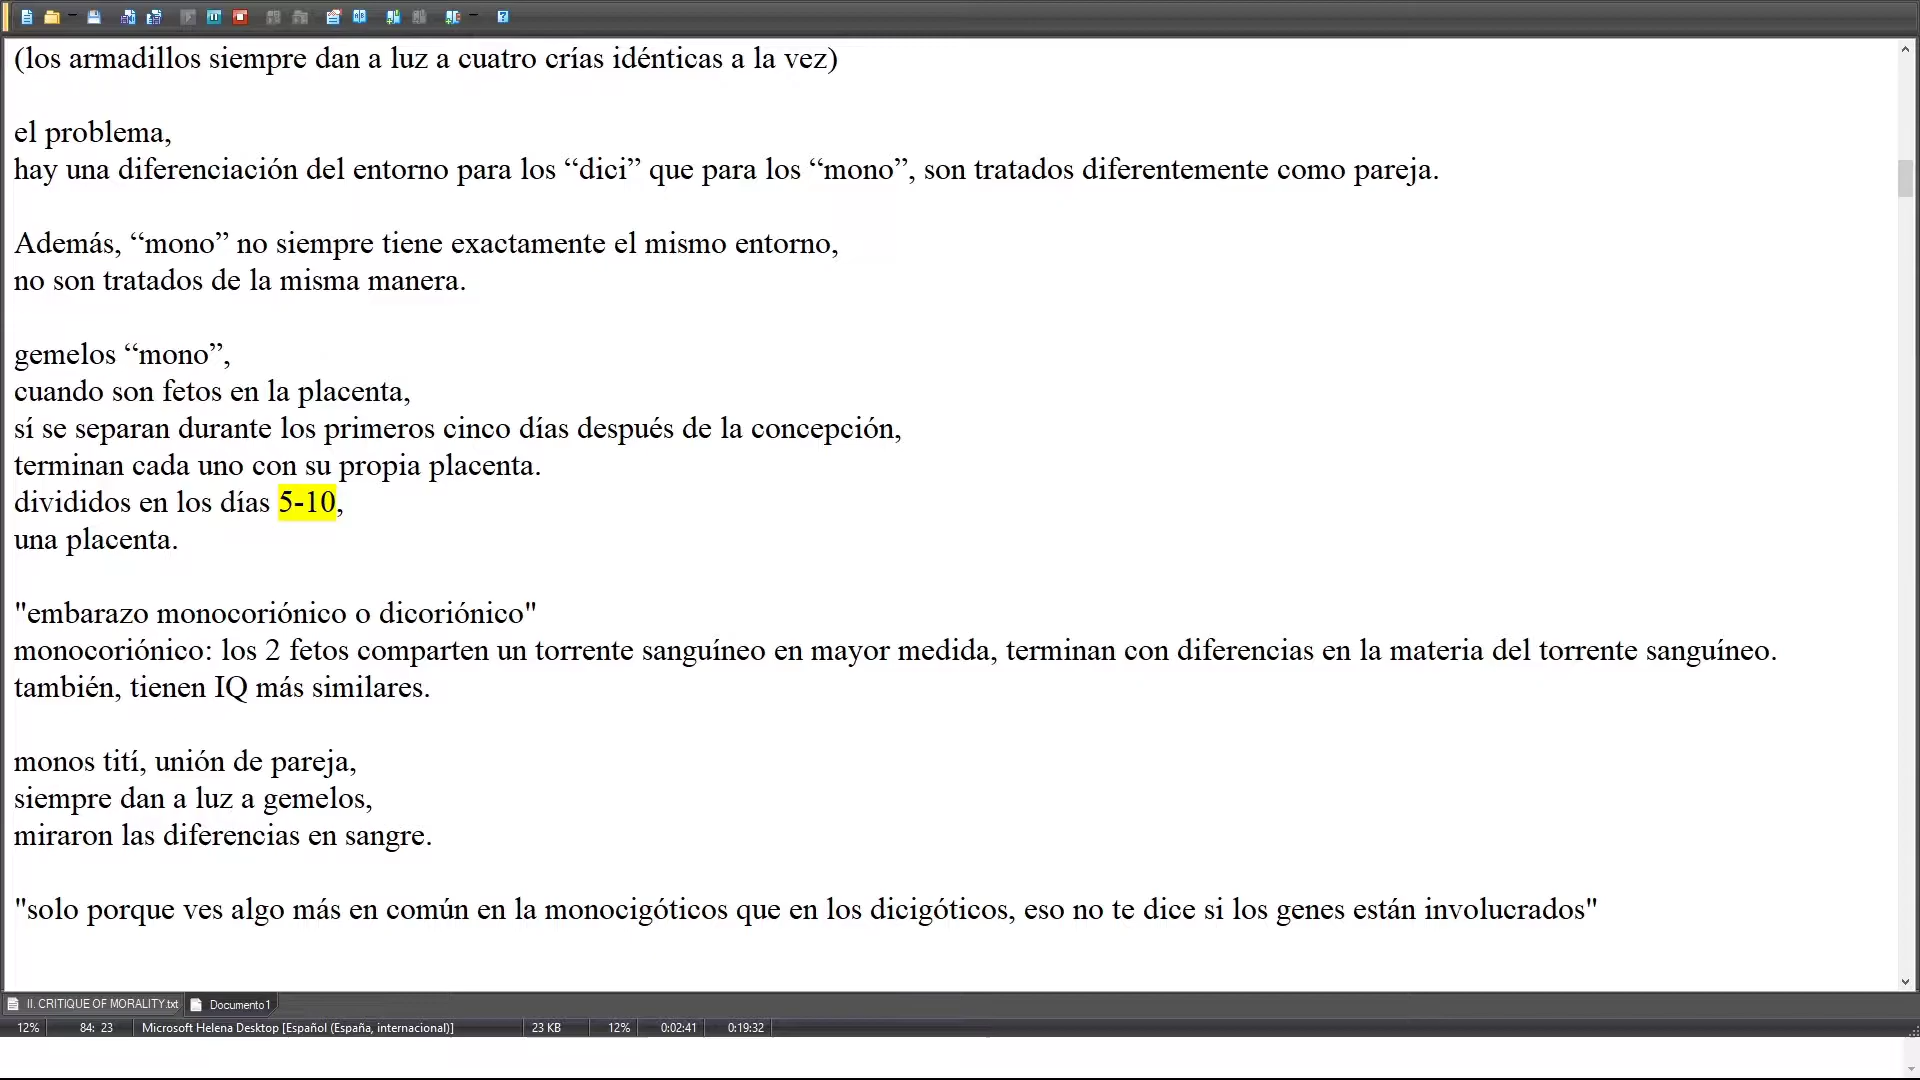 (los armadillos siempre dan a luz a cuatro crías idénticas a la vez)
el problema,
hay una diferenciación del entorno para los “dici” que para los “mono”, son tratados diferentemente como pareja.
Además, “mono” no siempre tiene exactamente el mismo entorno,
no son tratados de la misma manera.
gemelos “mono”,
cuando son fetos en la placenta,
sí se separan durante los primeros cinco días después de la concepción,
terminan cada uno con su propia placenta.
divididos en los días 5-10,
una placenta.
"embarazo monocoriónico o dicoriónico"
monocoriónico: los 2 fetos comparten un torrente sanguíneo en mayor medida, terminan con diferencias en la materia del torrente sanguíneo.
también, tienen IQ más similares.
monos tití, unión de pareja,
siempre dan a luz a gemelos,
miraron las diferencias en sangre.
"solo porque ves algo más en común en la monocigóticos que en los dicigóticos, eso no te dice si los genes están involucrados"
II. CRITIQUE OF MORALITY.txt Documento1
12% 84: 23 Microsoft Helena Desktop [Español (España, internacional)] 23 KB 12% 0:02:41 0:19:32